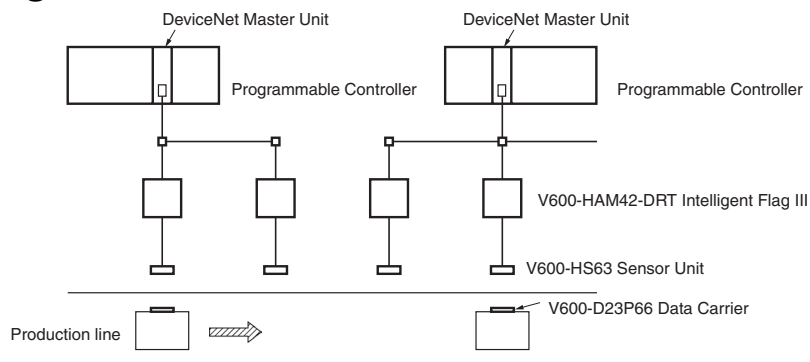 DeviceNet Master Unit
DeviceNet Master Unit
Programmable Controller
Programmable Controller
V600-HAM42-DRT Intelligent Flag III
V600-HS63 Sensor Unit
V600-D23P66 Data Carrier
Production line